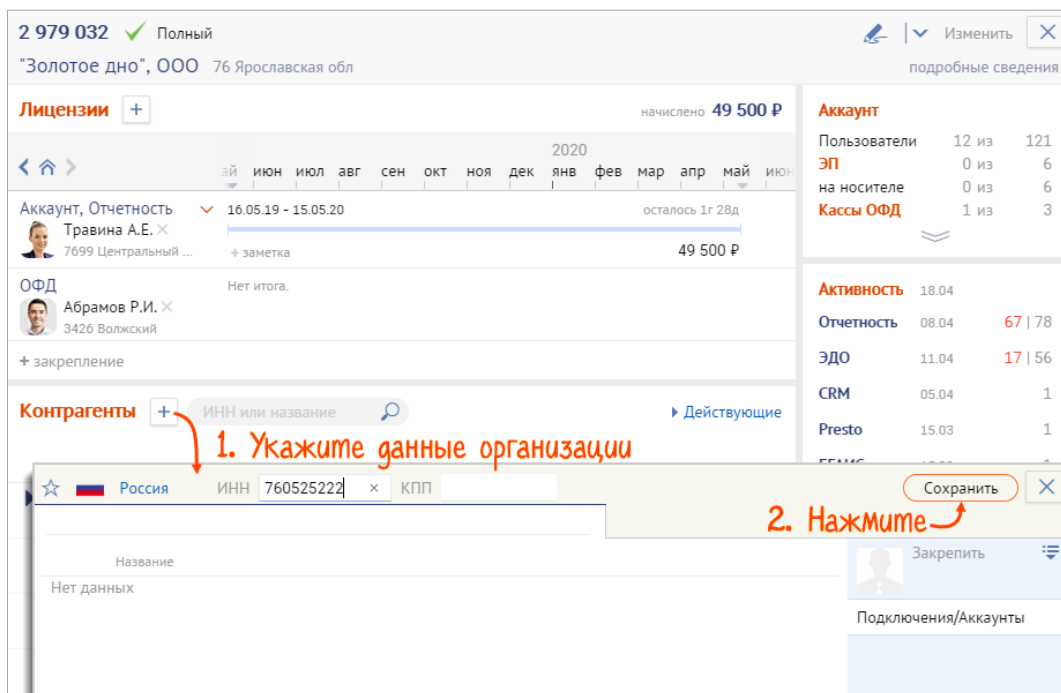 2 979 032 Полный Изменить
"Золотое дно", ООО 76 Ярославская обл подробные сведения
Лицензии + начислено 49 500 ₽
2020
ай июн июл авг сен окт ноя дек янв фев мар апр май июн
Аккаунт, Отчетность 16.05.19 - 15.05.20 осталось 1г 28д
Травина А.Е.
7699 Центральный ... + заметка 49 500 ₽
ОФД Нет итога.
Абрамов Р.И.
3426 Волжский
+ закрепление
Контрагенты + ИНН или название Действующие
Аккаунт
Пользователи 12 из 121
ЭП 0 из 6
на носителе 0 из 6
Кассы ОФД 1 из 3
Активность 18.04
Отчетность 08.04 67 | 78
ЭДО 11.04 17 | 56
CRM 05.04 1
Presto 15.03 1
1. Укажите данные организации
Россия ИНН 760525222 × КПП Сохранить
2. Нажмите
Название
Нет данных
Закрепить
Подключения/Аккаунты